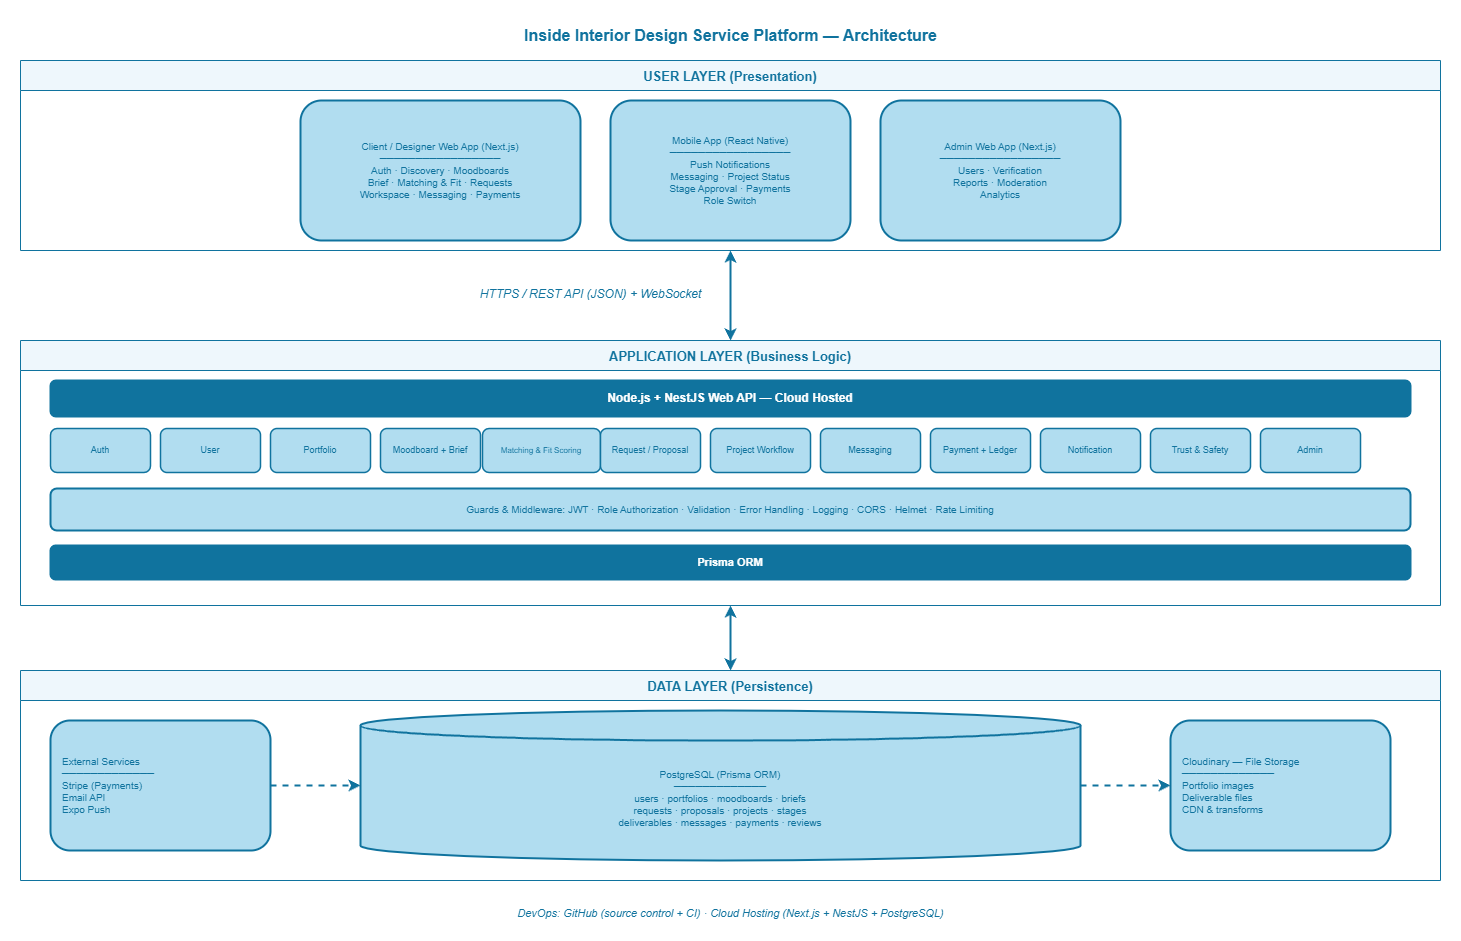 Inside Interior Design Service Platform — Architecture
USER LAYER (Presentation)
Client / Designer Web App (Next.js)
Auth · Discovery · Moodboards
Brief · Matching & Fit · Requests
Workspace · Messaging · Payments
Mobile App (React Native)
Push Notifications
Messaging · Project Status
Stage Approval · Payments
Role Switch
Admin Web App (Next.js)
Users · Verification
Reports · Moderation
Analytics
HTTPS / REST API (JSON) + WebSocket
APPLICATION LAYER (Business Logic)
Node.js + NestJS Web API — Cloud Hosted
Auth
User
Portfolio
Moodboard + Brief
Matching & Fit Scoring
Request / Proposal
Project Workflow
Messaging
Payment + Ledger
Notification
Trust & Safety
Admin
Guards & Middleware: JWT · Role Authorization · Validation · Error Handling · Logging · CORS · Helmet · Rate Limiting
Prisma ORM
DATA LAYER (Persistence)
External Services
Stripe (Payments)
Email API
Expo Push
PostgreSQL (Prisma ORM)
users · portfolios · moodboards · briefs
requests · proposals · projects · stages
deliverables · messages · payments · reviews
Cloudinary — File Storage
Portfolio images
Deliverable files
CDN & transforms
DevOps: GitHub (source control + CI) · Cloud Hosting (Next.js + NestJS + PostgreSQL)